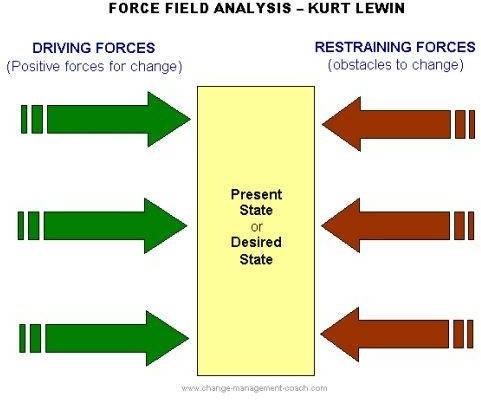 FORCE FIELD ANALYSIS – KURT LEWIN
DRIVING FORCES
(Positive forces for change)
RESTRAINING FORCES
(obstacles to change)
Present
State
or
Desired
State
www.change-management-coach.com